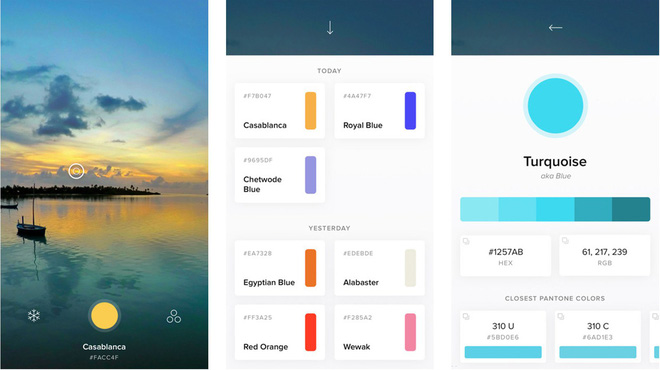 Casablanca
#FACC4F
TODAY
#F7B047
Casablanca
#4A47F7
Royal Blue
#9695DF
Chetwode
Blue
YESTERDAY
#EA7328
Egyptian Blue
#EDEBDE
Alabaster
#FF3A25
Red Orange
#F285A2
Wewak
Turquoise
aka Blue
#1257AB
HEX
61, 217, 239
RGB
CLOSEST PANTONE COLORS
310 U
#5BD0E6
310 C
#6AD1E3